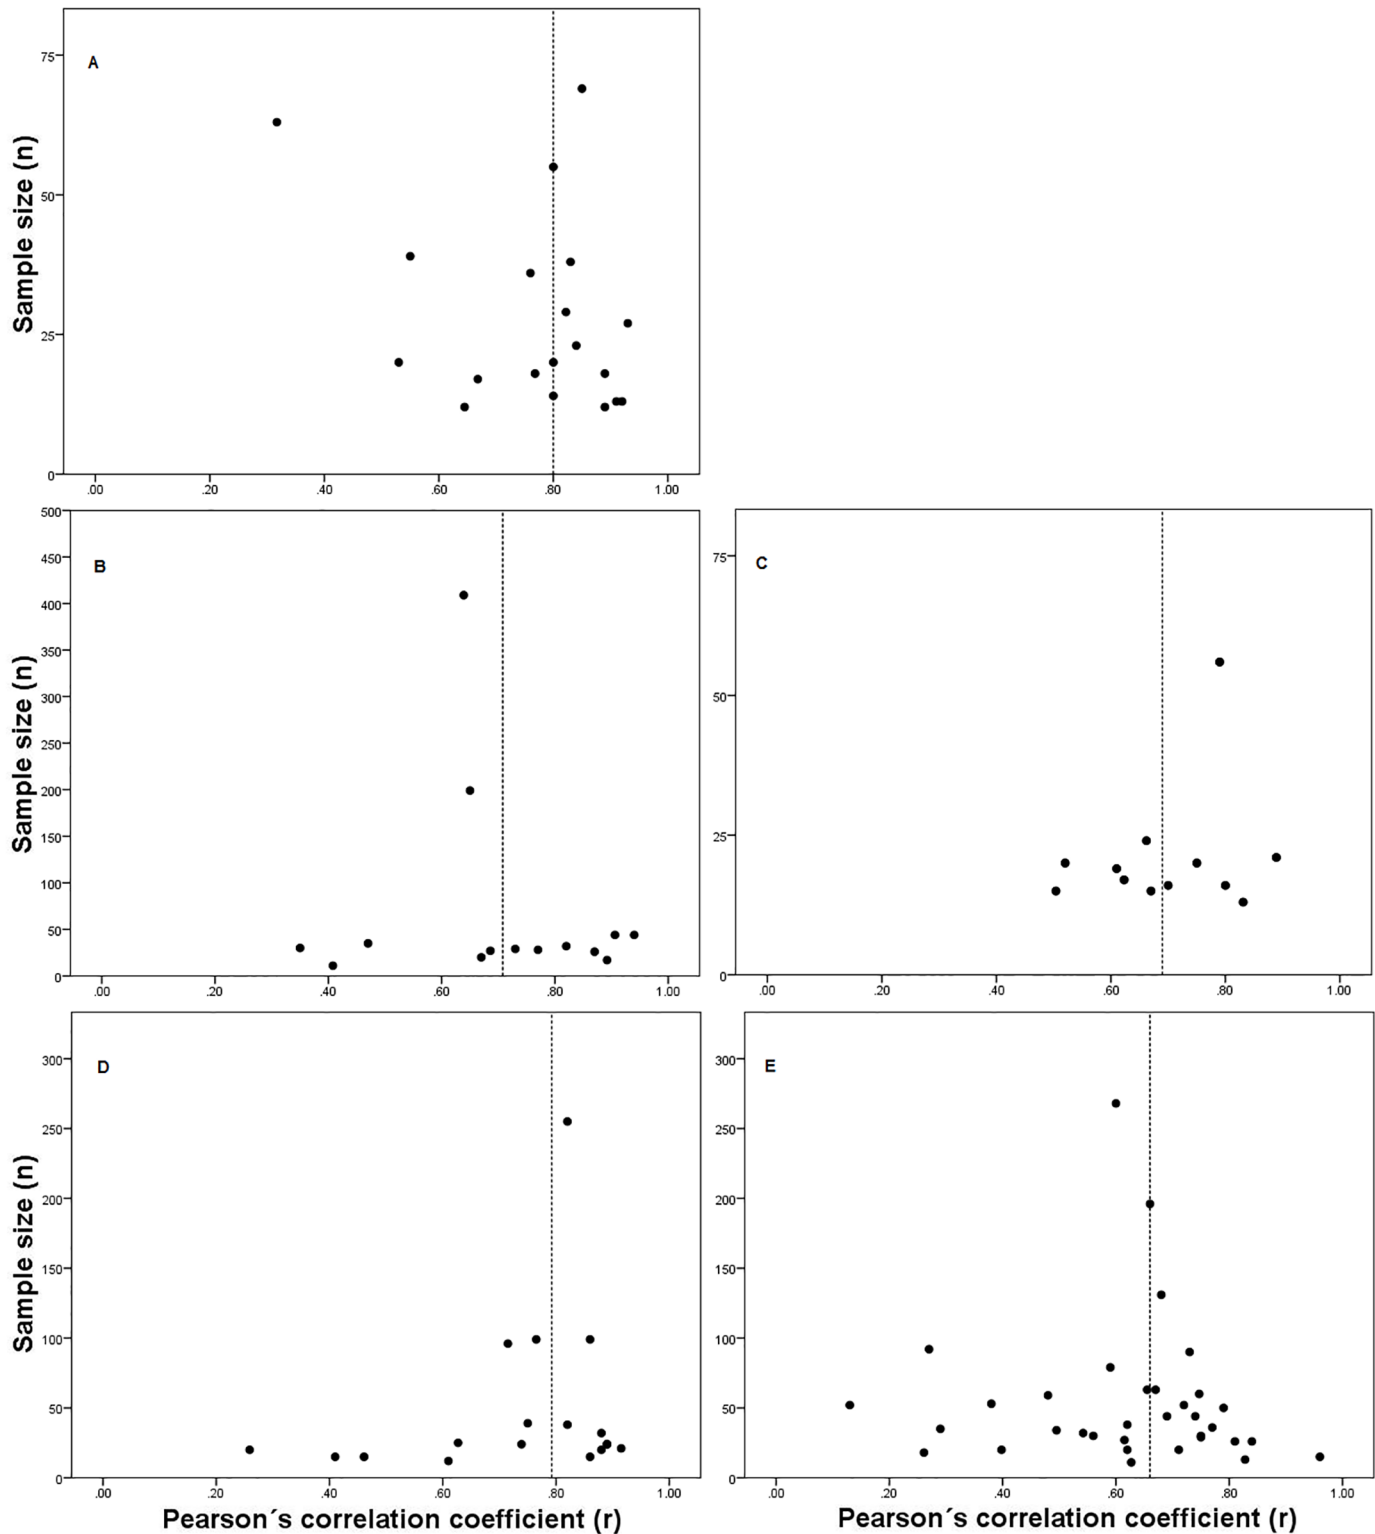 A
Sample size (n)
75
50
25
0
.00 .20 .40 .60 .80 1.00
B
Sample size (n)
500
450
400
350
300
250
200
150
100
50
0
.00 .20 .40 .60 .80 1.00
C
75
50
25
0
.00 .20 .40 .60 .80 1.00
D
Sample size (n)
300
250
200
150
100
50
0
.00 .20 .40 .60 .80 1.00
Pearson´s correlation coefficient (r)
E
300
250
200
150
100
50
0
.00 .20 .40 .60 .80 1.00
Pearson´s correlation coefficient (r)